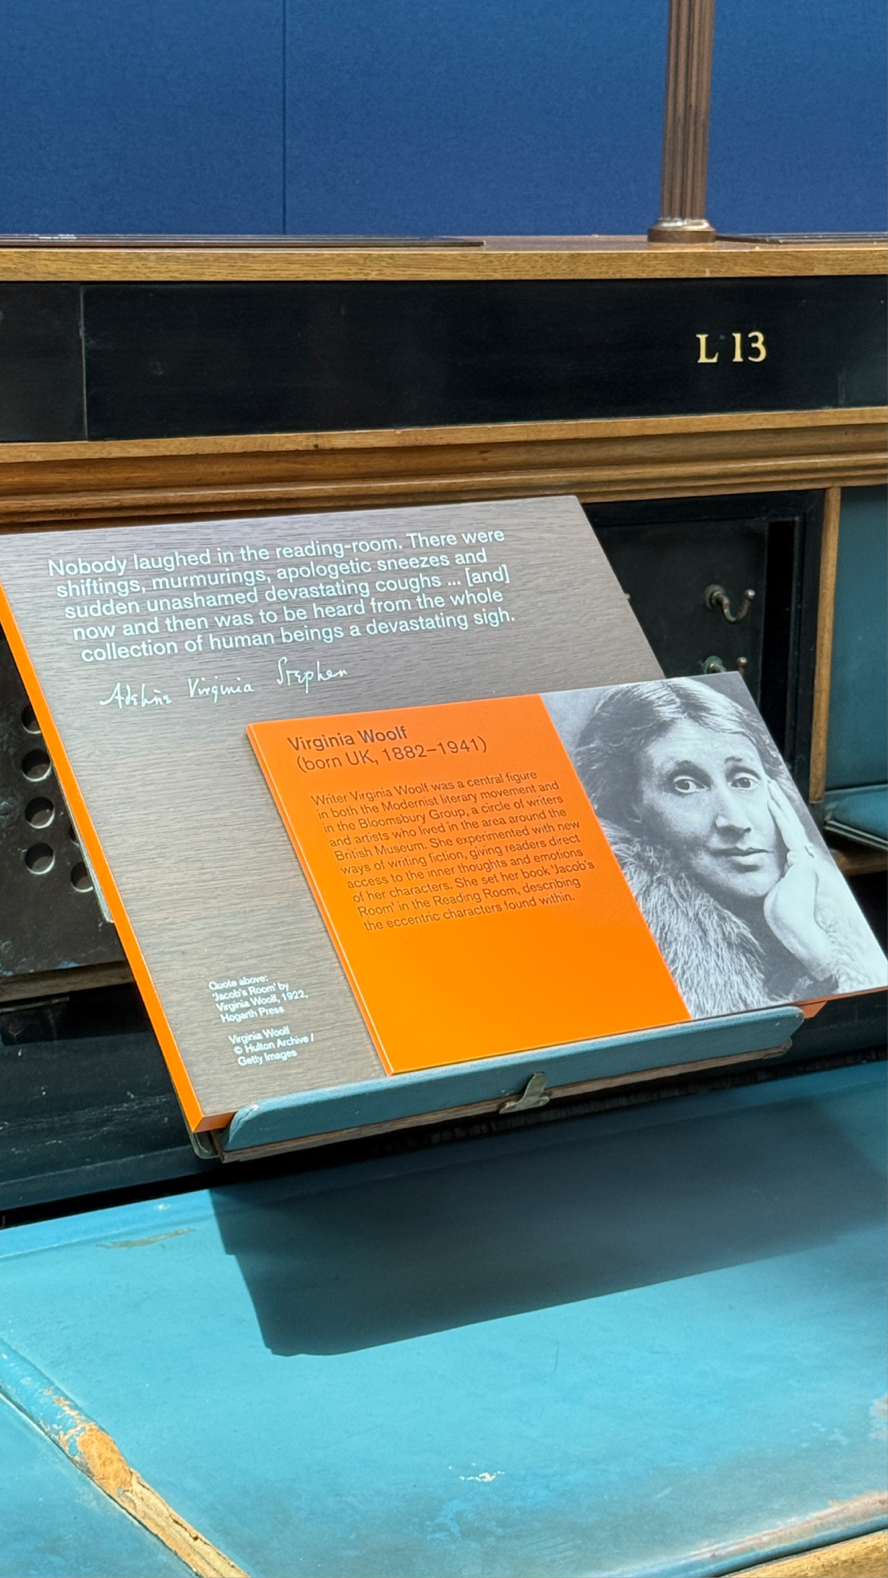 L 13
Nobody laughed in the reading-room. There were
shiftings, murmurings, apologetic sneezes and
sudden unashamed devastating coughs ... [and]
now and then was to be heard from the whole
collection of human beings a devastating sigh.
Adeline Virginia Stephen
Virginia Woolf
(born UK, 1882–1941)
Writer Virginia Woolf was a central figure
in both the Modernist literary movement and
in the Bloomsbury Group, a circle of writers
and artists who lived in the area around the
British Museum. She experimented with new
ways of writing fiction, giving readers direct
access to the inner thoughts and emotions
of her characters. She set her book 'Jacob's
Room' in the Reading Room, describing
the eccentric characters found within.
Quote above:
'Jacob's Room' by
Virginia Woolf, 1922,
Hogarth Press
Virginia Woolf
© Hulton Archive /
Getty Images